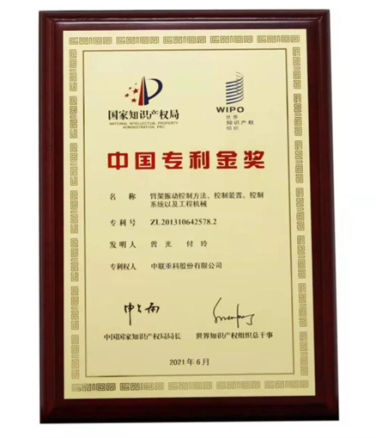 国家知识产权局
NATIONAL INTELLECTUAL PROPERTY
ADMINISTRATION, PRC
WIPO
世界
知识产权
组织
中国专利金奖
名称 臂架振动控制方法、控制装置、控制
系统以及工程机械
专利号 ZL201310642578.2
发明人 曾光 付玲
专利权人 中联重科股份有限公司
中国国家知识产权局局长 世界知识产权组织总干事
2021年6月